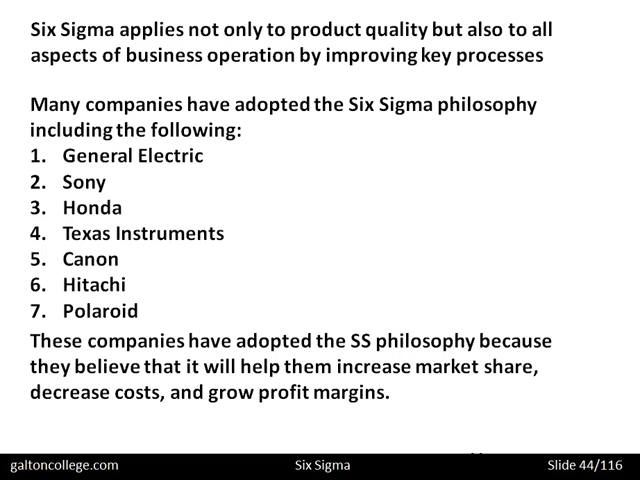 Six Sigma applies not only to product quality but also to all
aspects of business operation by improving key processes
Many companies have adopted the Six Sigma philosophy
including the following:
1. General Electric
2. Sony
3. Honda
4. Texas Instruments
5. Canon
6. Hitachi
7. Polaroid
These companies have adopted the SS philosophy because
they believe that it will help them increase market share,
decrease costs, and grow profit margins.
galtoncollege.com Six Sigma Slide 44/116